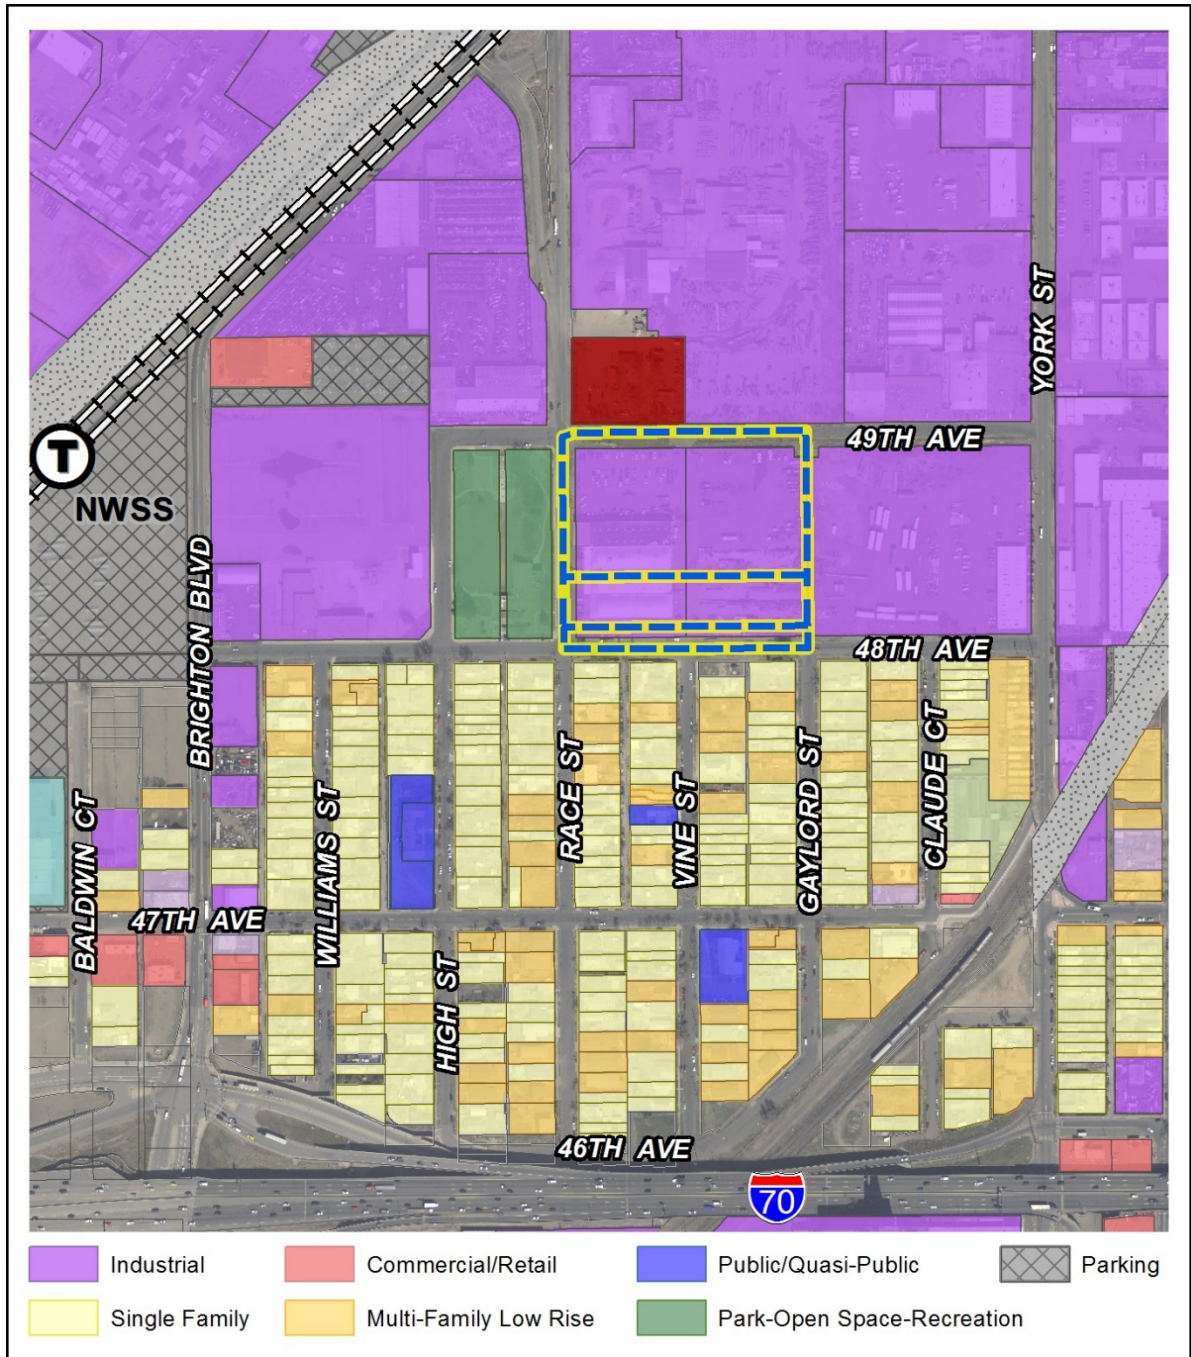 YORK ST
49TH AVE
T
NWSS
BRIGHTON BLVD
48TH AVE
BALDWIN CT
WILLIAMS ST
RACE ST
VINE ST
GAYLORD ST
CLAUDE CT
47TH AVE
HIGH ST
46TH AVE
70
Industrial
Commercial/Retail
Public/Quasi-Public
Parking
Single Family
Multi-Family Low Rise
Park-Open Space-Recreation